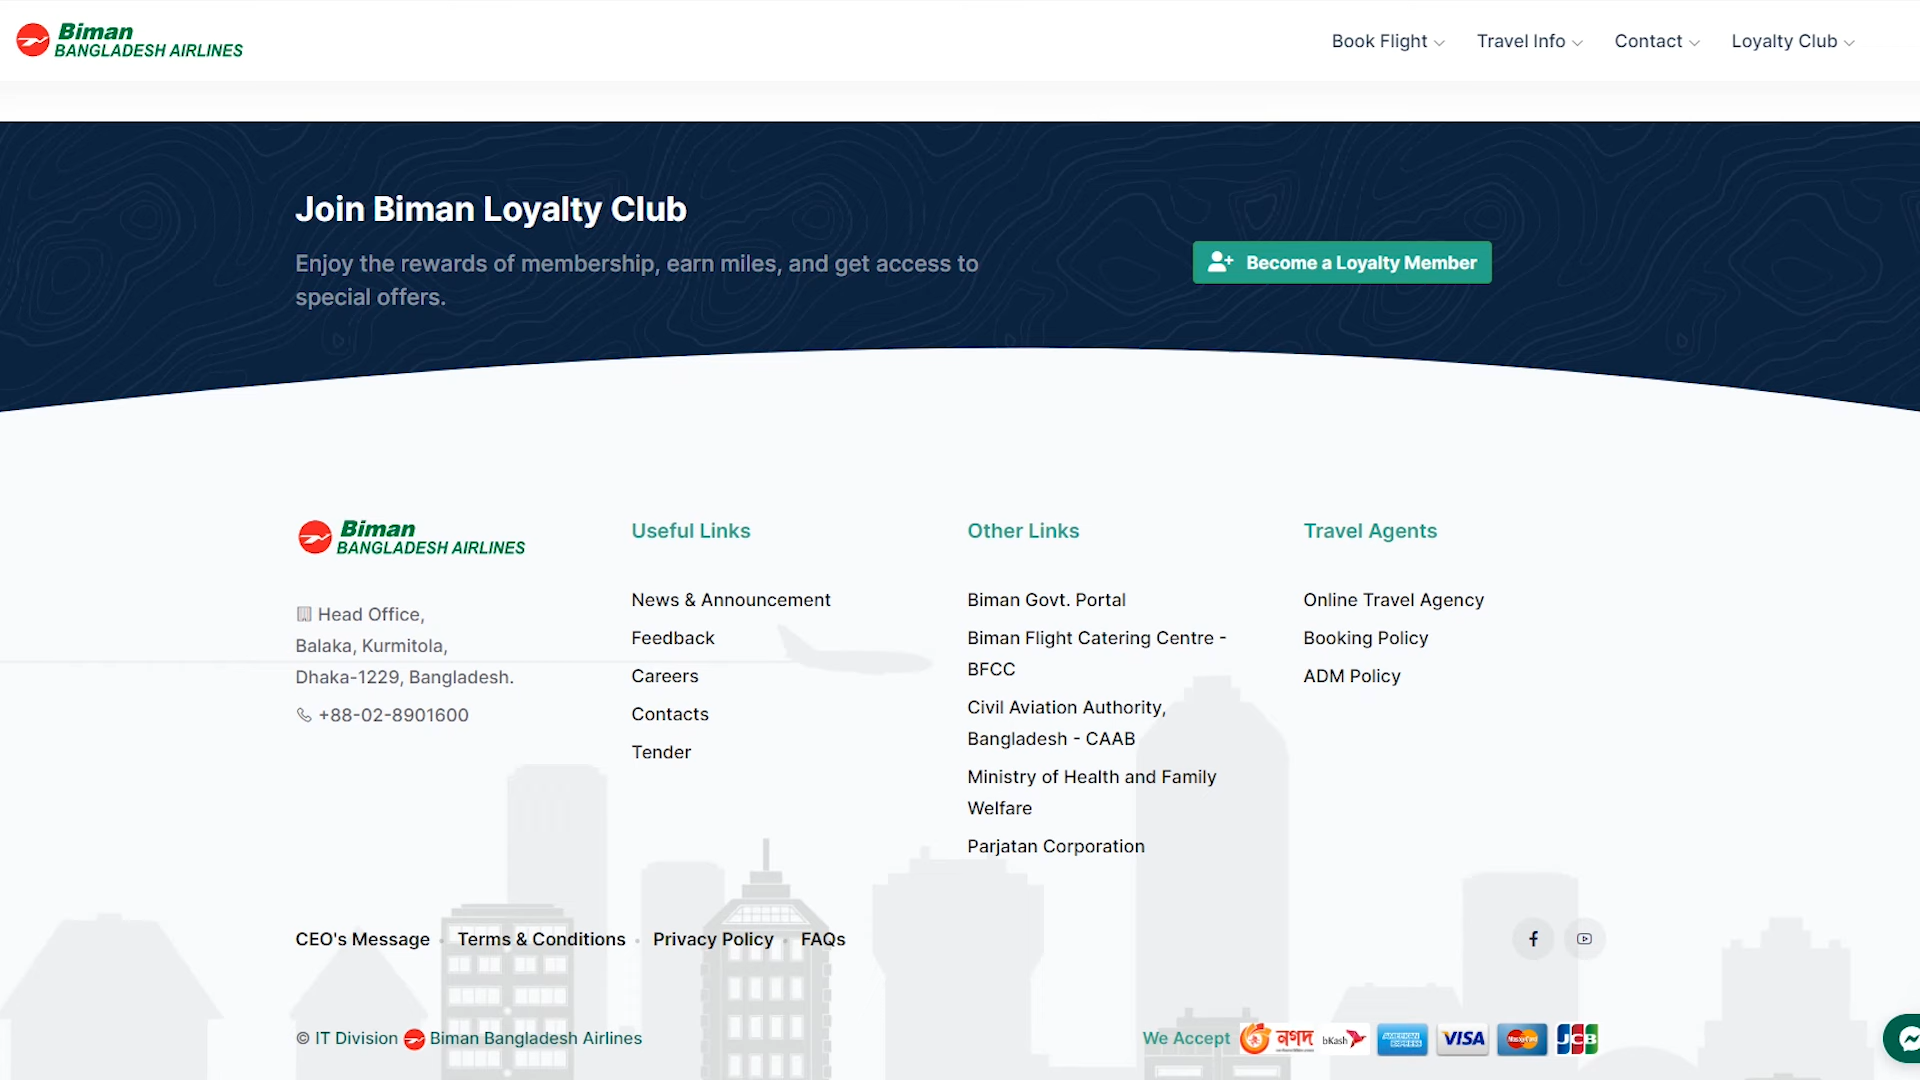 Biman
BANGLADESH AIRLINES
Book Flight
Travel Info
Contact
Loyalty Club
Join Biman Loyalty Club
Enjoy the rewards of membership, earn miles, and get access to
special offers.
Become a Loyalty Member
Biman
BANGLADESH AIRLINES
Head Office,
Balaka, Kurmitola,
Dhaka-1229, Bangladesh.
+88-02-8901600
Useful Links
News & Announcement
Feedback
Careers
Contacts
Tender
Other Links
Biman Govt. Portal
Biman Flight Catering Centre -
BFCC
Civil Aviation Authority,
Bangladesh - CAAB
Ministry of Health and Family
Welfare
Parjatan Corporation
Travel Agents
Online Travel Agency
Booking Policy
ADM Policy
CEO's Message
Terms & Conditions
Privacy Policy
FAQs
© IT Division Biman Bangladesh Airlines
We Accept
নগদ
bKash
AMERICAN
EXPRESS
VISA
MasterCard
JCB